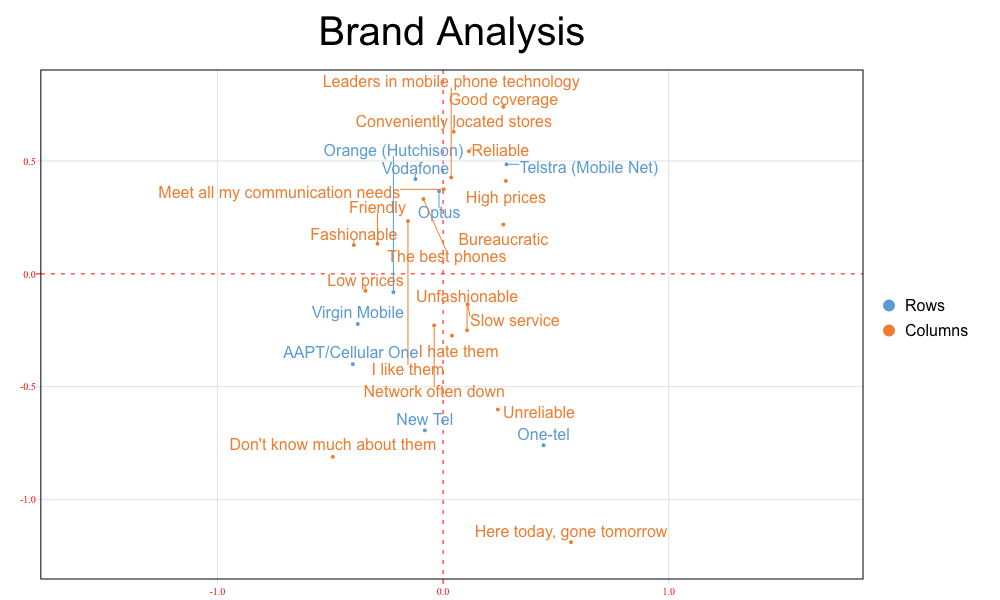 Brand Analysis
Leaders in mobile phone technology
Good coverage
Conveniently located stores
Orange (Hutchison)
Reliable
0.5
Vodafone
Telstra (Mobile Net)
Meet all my communication needs
High prices
Friendly
Optus
Fashionable
Bureaucratic
The best phones
0.0
Low prices
Unfashionable
Rows
Virgin Mobile
Slow service
Columns
AAPT/Cellular One
I hate them
I like them
-0.5
Network often down
Unreliable
New Tel
One-tel
Don't know much about them
-1.0
Here today, gone tomorrow
-1.0
0.0
1.0